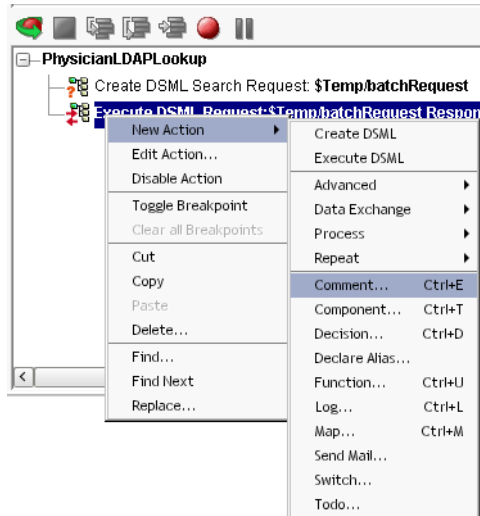 PhysicianLDAPLookup
Create DSML Search Request: $Temp/batchRequest
Execute DSML Request:$Temp/batchRequest Respon
New Action
Edit Action...
Disable Action
Toggle Breakpoint
Clear all Breakpoints
Cut
Copy
Paste
Delete...
Find...
Find Next
Replace...
Create DSML
Execute DSML
Advanced
Data Exchange
Process
Repeat
Comment... Ctrl+E
Component... Ctrl+T
Decision... Ctrl+D
Declare Alias...
Function... Ctrl+U
Log... Ctrl+L
Map... Ctrl+M
Send Mail...
Switch...
Todo...